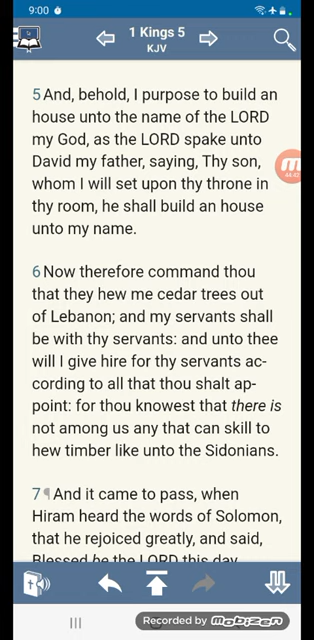 9:00
1 Kings 5
KJV
5 And, behold, I purpose to build an
house unto the name of the LORD
my God, as the LORD spake unto
David my father, saying, Thy son,
whom I will set upon thy throne in
thy room, he shall build an house
unto my name.
6 Now therefore command thou
that they hew me cedar trees out
of Lebanon; and my servants shall
be with thy servants: and unto thee
will I give hire for thy servants ac-
cording to all that thou shalt ap-
point: for thou knowest that there is
not among us any that can skill to
hew timber like unto the Sidonians.
7 ¶ And it came to pass, when
Hiram heard the words of Solomon,
that he rejoiced greatly, and said,
Blessed be the LORD this day,
Recorded by mobizen